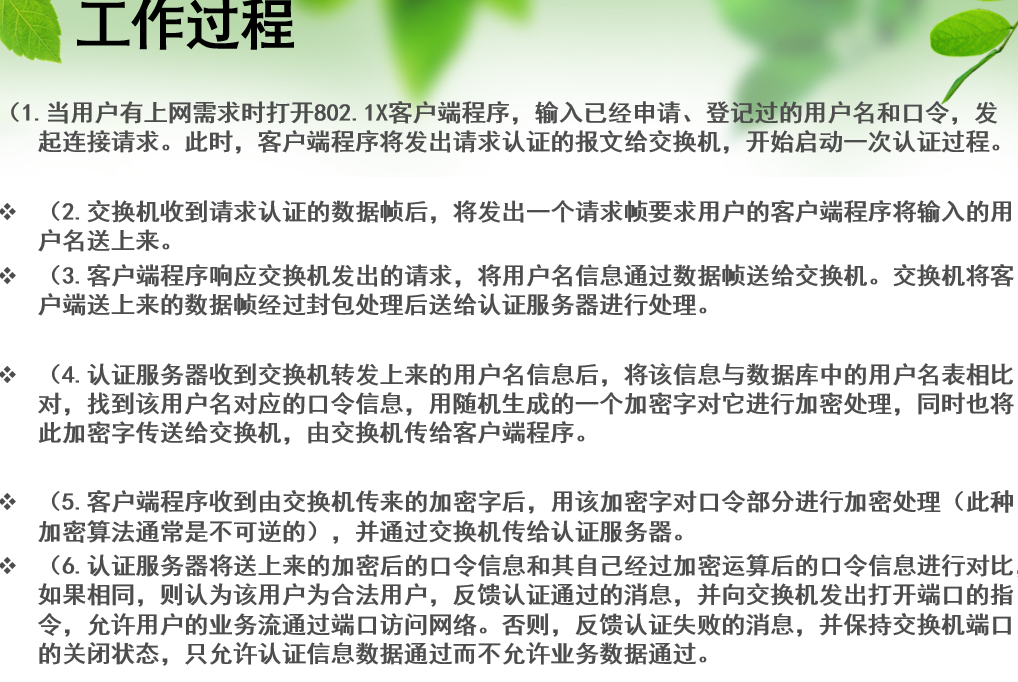 工作过程
（1.当用户有上网需求时打开802.1X客户端程序，输入已经申请、登记过的用户名和口令，发
起连接请求。此时，客户端程序将发出请求认证的报文给交换机，开始启动一次认证过程。
（2.交换机收到请求认证的数据帧后，将发出一个请求帧要求用户的客户端程序将输入的用
户名送上来。
（3.客户端程序响应交换机发出的请求，将用户名信息通过数据帧送给交换机。交换机将客
户端送上来的数据帧经过封包处理后送给认证服务器进行处理。
（4.认证服务器收到交换机转发上来的用户名信息后，将该信息与数据库中的用户名表相比
对，找到该用户名对应的口令信息，用随机生成的一个加密字对它进行加密处理，同时也将
此加密字传送给交换机，由交换机传给客户端程序。
（5.客户端程序收到由交换机传来的加密字后，用该加密字对口令部分进行加密处理（此种
加密算法通常是不可逆的），并通过交换机传给认证服务器。
（6.认证服务器将送上来的加密后的口令信息和其自己经过加密运算后的口令信息进行对比，
如果相同，则认为该用户为合法用户，反馈认证通过的消息，并向交换机发出打开端口的指
令，允许用户的业务流通过端口访问网络。否则，反馈认证失败的消息，并保持交换机端口
的关闭状态，只允许认证信息数据通过而不允许业务数据通过。